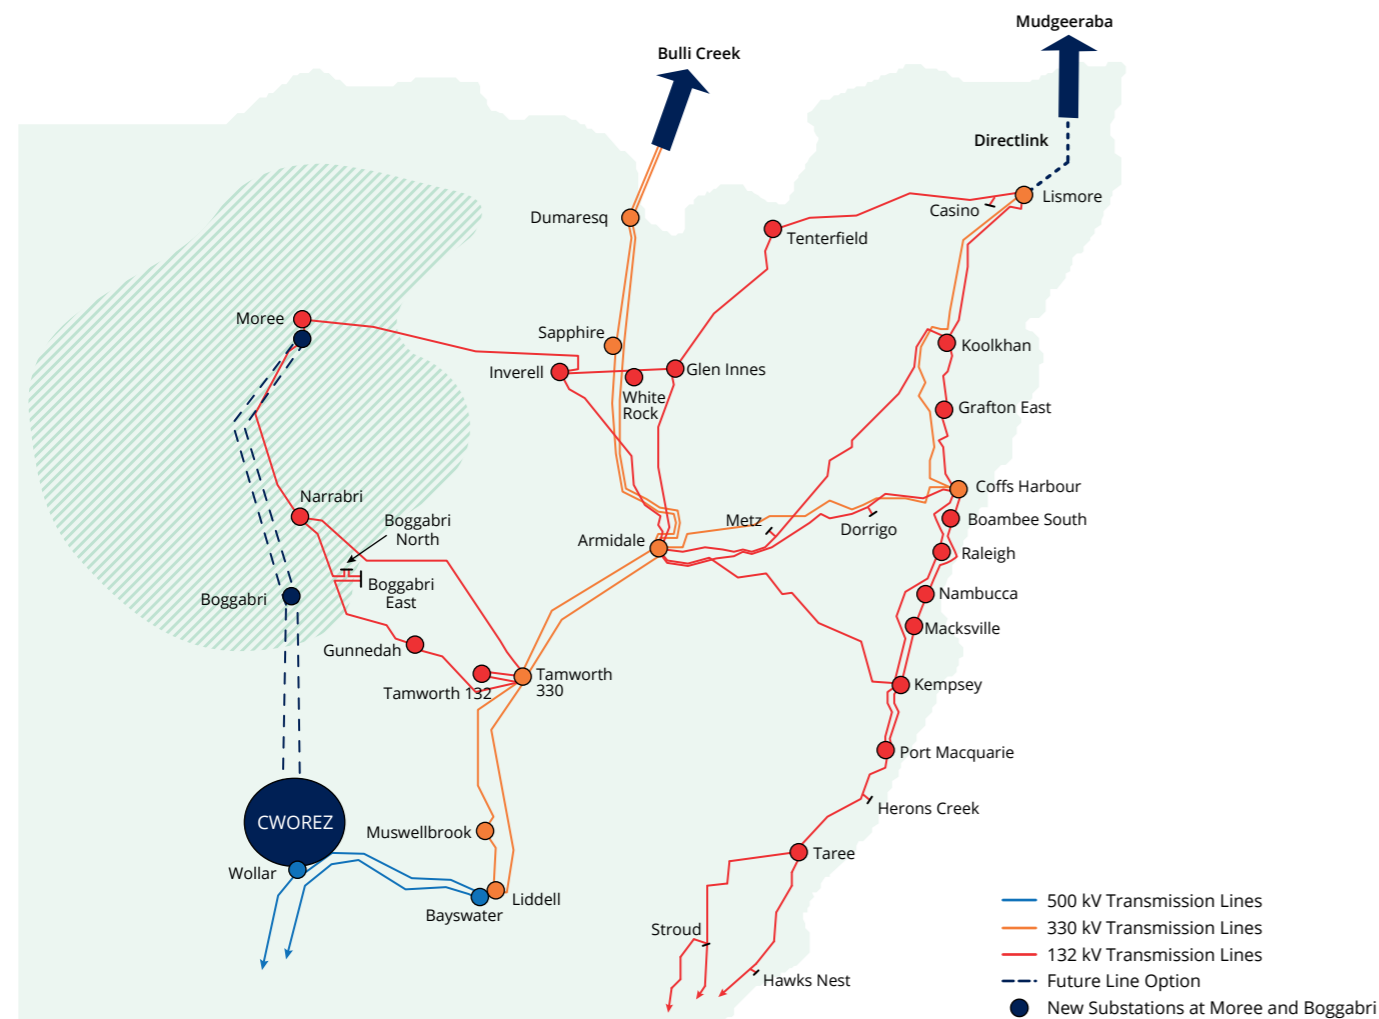 Mudgeeraba
Bulli Creek
Directlink
Lismore
Casino
Dumaresq
Tenterfield
Moree
Sapphire
Koolkhan
Inverell
Glen Innes
White
Rock
Grafton East
Coffs Harbour
Narrabri
Boggabri
North
Metz
Dorrigo
Boambee South
Armidale
Raleigh
Boggabri
East
Boggabri
Nambucca
Macksville
Gunnedah
Tamworth
330
Tamworth 132
Kempsey
Port Macquarie
Herons Creek
CWOREZ
Muswellbrook
Taree
Wollar
Liddell
Bayswater
Stroud
Hawks Nest
500 kV Transmission Lines
330 kV Transmission Lines
132 kV Transmission Lines
Future Line Option
New Substations at Moree and Boggabri